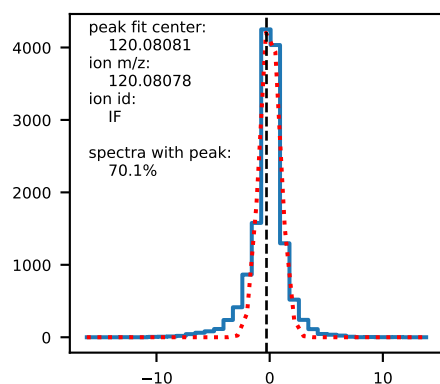 peak fit center:
120.08081
ion m/z:
120.08078
ion id:
IF
spectra with peak:
70.1%
4000
3000
2000
1000
0
−10
0
10